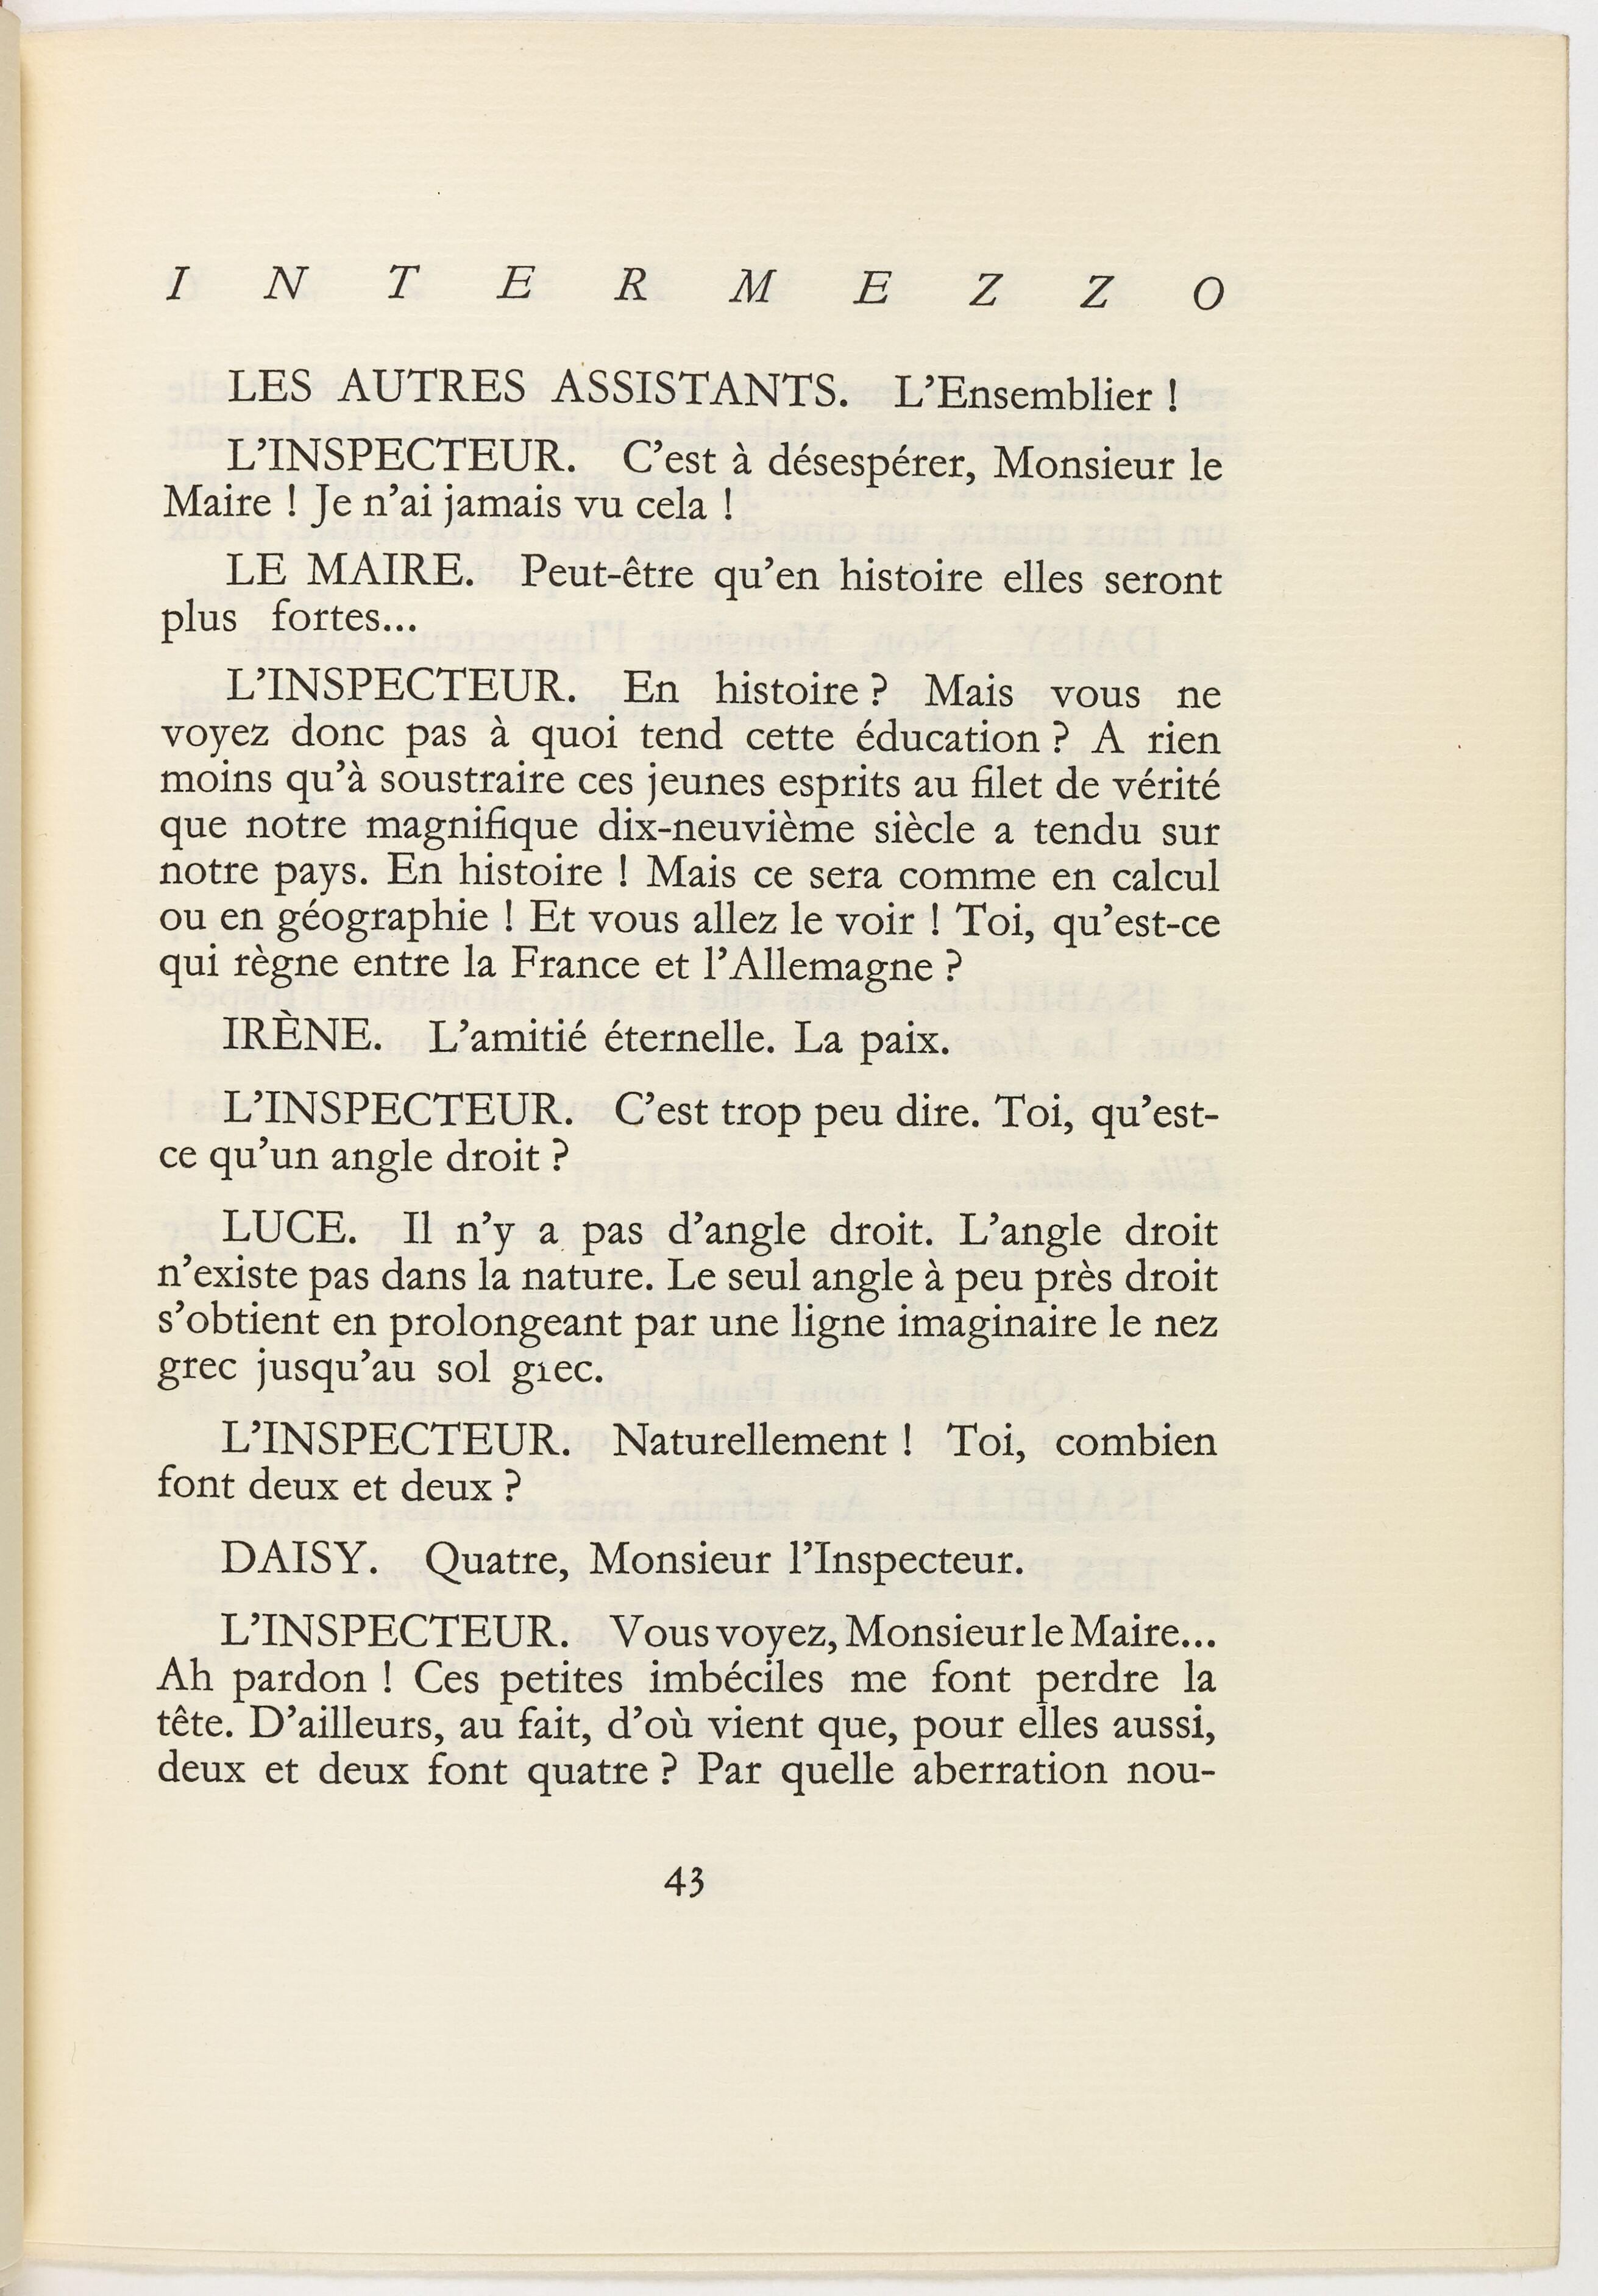 I N T E R M E Z Z O
LES AUTRES ASSISTANTS. L’Ensemblier !
L’INSPECTEUR. C’est à désespérer, Monsieur le
Maire ! Je n’ai jamais vu cela !
LE MAIRE. Peut-être qu’en histoire elles seront
plus fortes...
L’INSPECTEUR. En histoire ? Mais vous ne
voyez donc pas à quoi tend cette éducation ? A rien
moins qu’à soustraire ces jeunes esprits au filet de vérité
que notre magnifique dix-neuvième siècle a tendu sur
notre pays. En histoire ! Mais ce sera comme en calcul
ou en géographie ! Et vous allez le voir ! Toi, qu’est-ce
qui règne entre la France et l’Allemagne ?
IRÈNE. L’amitié éternelle. La paix.
L’INSPECTEUR. C’est trop peu dire. Toi, qu’est-
ce qu’un angle droit ?
LUCE. Il n’y a pas d’angle droit. L’angle droit
n’existe pas dans la nature. Le seul angle à peu près droit
s’obtient en prolongeant par une ligne imaginaire le nez
grec jusqu’au sol grec.
L’INSPECTEUR. Naturellement ! Toi, combien
font deux et deux ?
DAISY. Quatre, Monsieur l’Inspecteur.
L’INSPECTEUR. Vous voyez, Monsieur le Maire...
Ah pardon ! Ces petites imbéciles me font perdre la
tête. D’ailleurs, au fait, d’où vient que, pour elles aussi,
deux et deux font quatre ? Par quelle aberration nou-
43